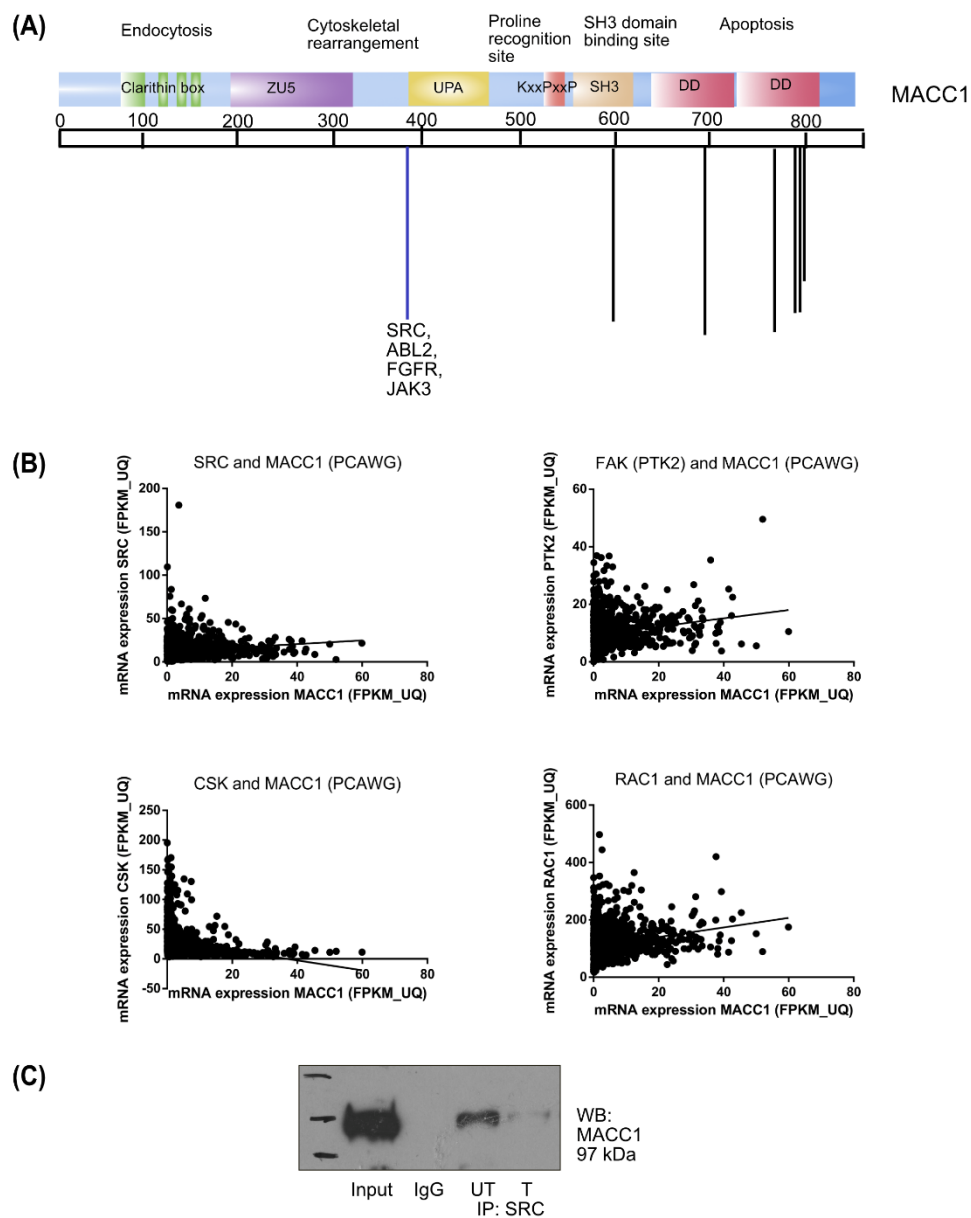 (A)
Endocytosis
Cytoskeletal
rearrangement
Proline
recognition
site
SH3 domain
binding site
Apoptosis
Clarithin box
ZU5
UPA
KxxPxxP
SH3
DD
DD
MACC1
0 100 200 300 400 500 600 700 800
SRC,
ABL2,
FGFR,
JAK3
(B)
SRC and MACC1 (PCAWG)
mRNA expression SRC (FPKM_UQ)
200
150
100
50
0
0 20 40 60 80
mRNA expression MACC1 (FPKM_UQ)
FAK (PTK2) and MACC1 (PCAWG)
mRNA expression PTK2 (FPKM_UQ)
60
40
20
0
0 20 40 60 80
mRNA expression MACC1 (FPKM_UQ)
CSK and MACC1 (PCAWG)
mRNA expression CSK (FPKM_UQ)
250
200
150
100
50
0
-50
20 40 60 80
mRNA expression MACC1 (FPKM_UQ)
RAC1 and MACC1 (PCAWG)
mRNA expression RAC1 (FPKM_UQ)
600
400
200
0
0 20 40 60 80
mRNA expression MACC1 (FPKM_UQ)
(C)
WB:
MACC1
97 kDa
Input IgG UT T
IP: SRC